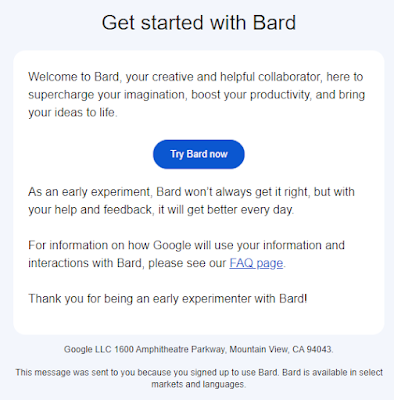 Get started with Bard
Welcome to Bard, your creative and helpful collaborator, here to
supercharge your imagination, boost your productivity, and bring
your ideas to life.
Try Bard now
As an early experiment, Bard won’t always get it right, but with
your help and feedback, it will get better every day.
For information on how Google will use your information and
interactions with Bard, please see our FAQ page.
Thank you for being an early experimenter with Bard!
Google LLC 1600 Amphitheatre Parkway, Mountain View, CA 94043.
This message was sent to you because you signed up to use Bard. Bard is available in select
markets and languages.